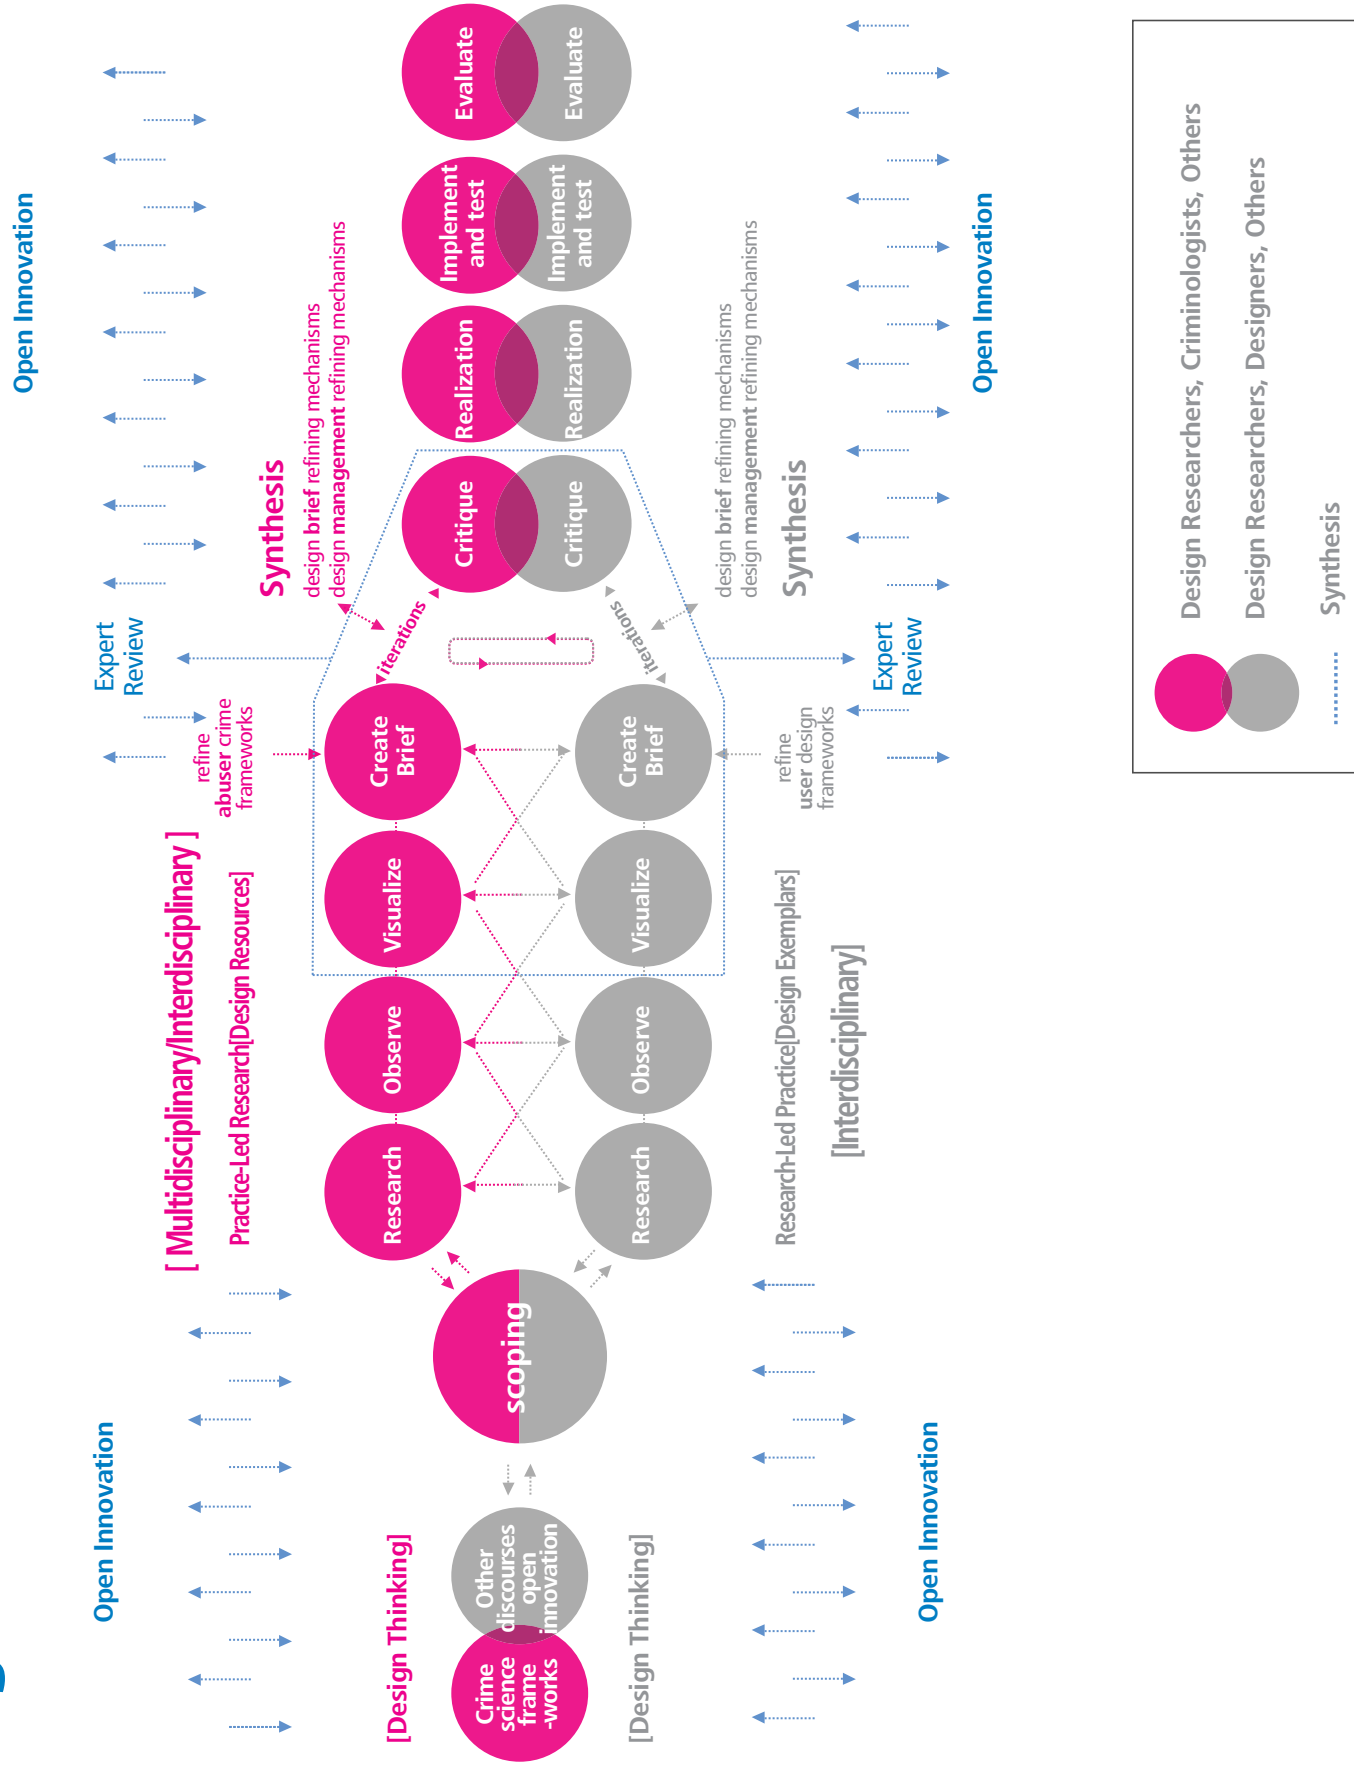 Open Innovation
Open Innovation
[Design Thinking]
Crime
science
frame
-works
Other
discourses
open
innovation
[Design Thinking]
scoping
[ Multidisciplinary/Interdisciplinary ]
Practice-Led Research[Design Resources]
Research
Observe
Visualize
Create
Brief
refine
abuser crime
frameworks
Expert
Review
iterations
Synthesis
design brief refining mechanisms
design management refining mechanisms
Critique
Realization
Implement
and test
Evaluate
Research
Observe
Visualize
Create
Brief
iterations
Critique
Realization
Implement
and test
Evaluate
Research-Led Practice[Design Exemplars]
[Interdisciplinary]
refine
user design
frameworks
Expert
Review
design brief refining mechanisms
design management refining mechanisms
Synthesis
Open Innovation
Open Innovation
Design Researchers, Criminologists, Others
Design Researchers, Designers, Others
Synthesis